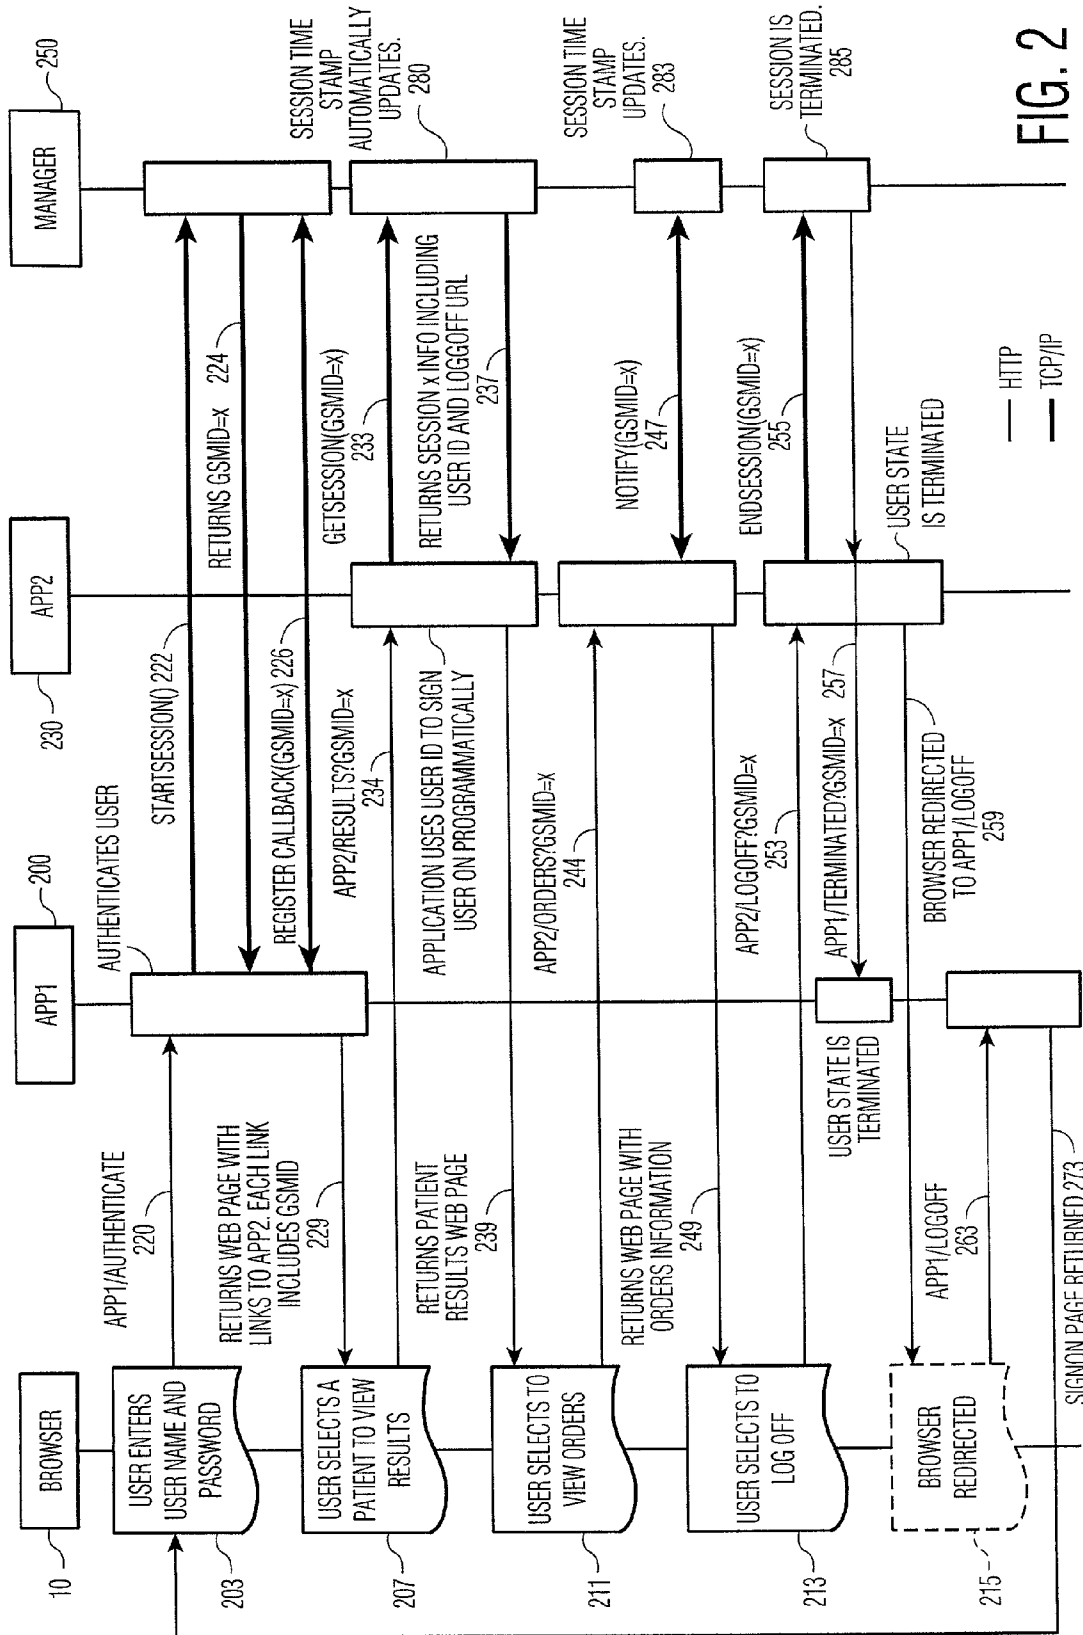 10
BROWSER
APP1
200
230
APP2
MANAGER
250
USER ENTERS
USER NAME AND
PASSWORD
203
APP1/AUTHENTICATE
220
AUTHENTICATES USER
STARTSESSION() 222
RETURNS GSMID=x 224
REGISTER CALLBACK(GSMID=x) 226
RETURNS WEB PAGE WITH
LINKS TO APP2. EACH LINK
INCLUDES GSMID
229
USER SELECTS A
PATIENT TO VIEW
RESULTS
207
APP2/RESULTS?GSMID=x
234
GETSESSION(GSMID=x)
233
SESSION TIME
STAMP
AUTOMATICALLY
UPDATES.
280
RETURNS SESSION x INFO INCLUDING
USER ID AND LOGGOFF URL
237
APPLICATION USES USER ID TO SIGN
USER ON PROGRAMMATICALLY
RETURNS PATIENT
RESULTS WEB PAGE
239
USER SELECTS TO
VIEW ORDERS
211
APP2/ORDERS?GSMID=x
244
NOTIFY(GSMID=x)
247
SESSION TIME
STAMP
UPDATES.
283
RETURNS WEB PAGE WITH
ORDERS INFORMATION
249
USER SELECTS TO
LOG OFF
213
APP2/LOGOFF?GSMID=x
253
ENDSESSION(GSMID=x)
255
SESSION IS
TERMINATED.
285
APP1/TERMINATED?GSMID=x 257
USER STATE IS
TERMINATED
USER STATE
IS TERMINATED
BROWSER REDIRECTED
TO APP1/LOGOFF
259
BROWSER
REDIRECTED
215
APP1/LOGOFF
263
SIGNON PAGE RETURNED 273
HTTP
TCP/IP
FIG. 2